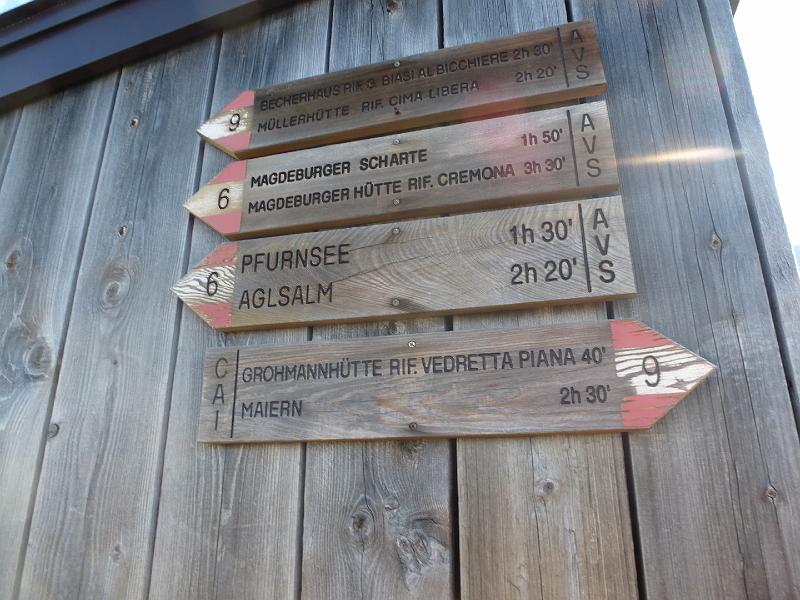 9 BECHERHAUS RIF. G. BIASI AL BICCHIERE 2h 30' AVS
MÜLLERHÜTTE RIF. CIMA LIBERA 2h 20'
6 MAGDEBURGER SCHARTE 1h 50' AVS
MAGDEBURGER HÜTTE RIF. CREMONA 3h 30'
6 PFURNSEE 1h 30' AVS
AGLSALM 2h 20'
CAI GROHMANNHÜTTE RIF. VEDRETTA PIANA 40' 9
MAIERN 2h 30'